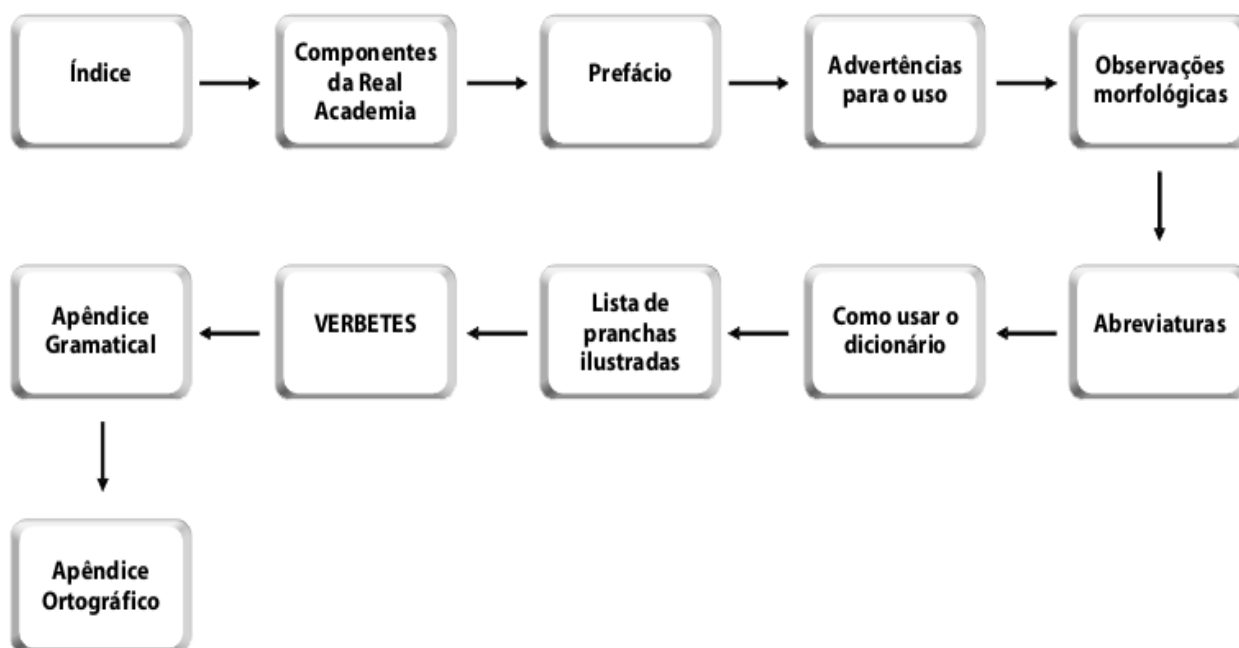 Índice
Componentes
da Real
Academia
Prefácio
Advertências
para o uso
Observações
morfológicas
Abreviaturas
Como usar o
dicionário
Lista de
pranchas
ilustradas
VERBETES
Apêndice
Gramatical
Apêndice
Ortográfico